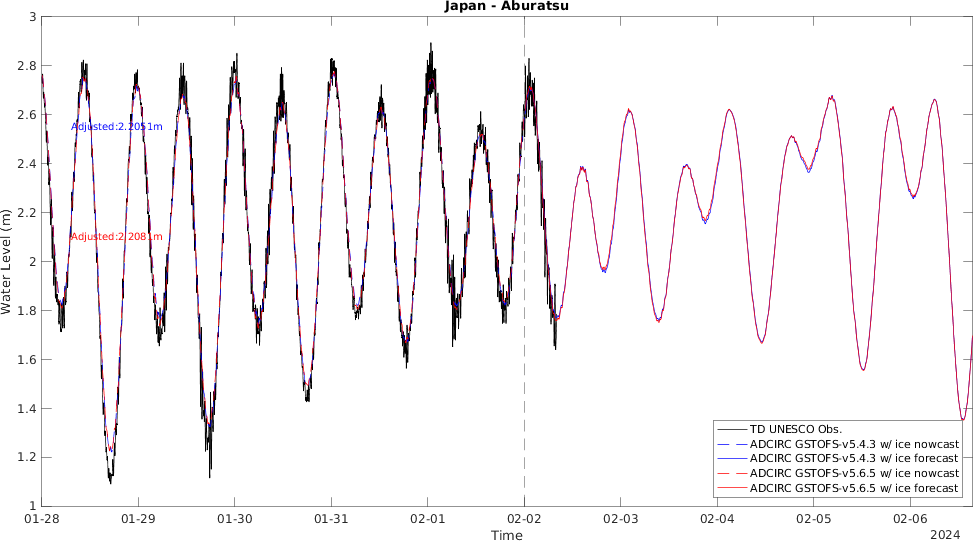 Japan - Aburatsu
3
2.8
2.6
2.4
2.2
2
1.8
1.6
1.4
1.2
1
Water Level (m)
Adjusted:2.2051m
Adjusted:2.2081m
TD UNESCO Obs.
ADCIRC GSTOFS-v5.4.3 w/ ice nowcast
ADCIRC GSTOFS-v5.4.3 w/ ice forecast
ADCIRC GSTOFS-v5.6.5 w/ ice nowcast
ADCIRC GSTOFS-v5.6.5 w/ ice forecast
01-28 01-29 01-30 01-31 02-01 02-02 02-03 02-04 02-05 02-06
Time
2024